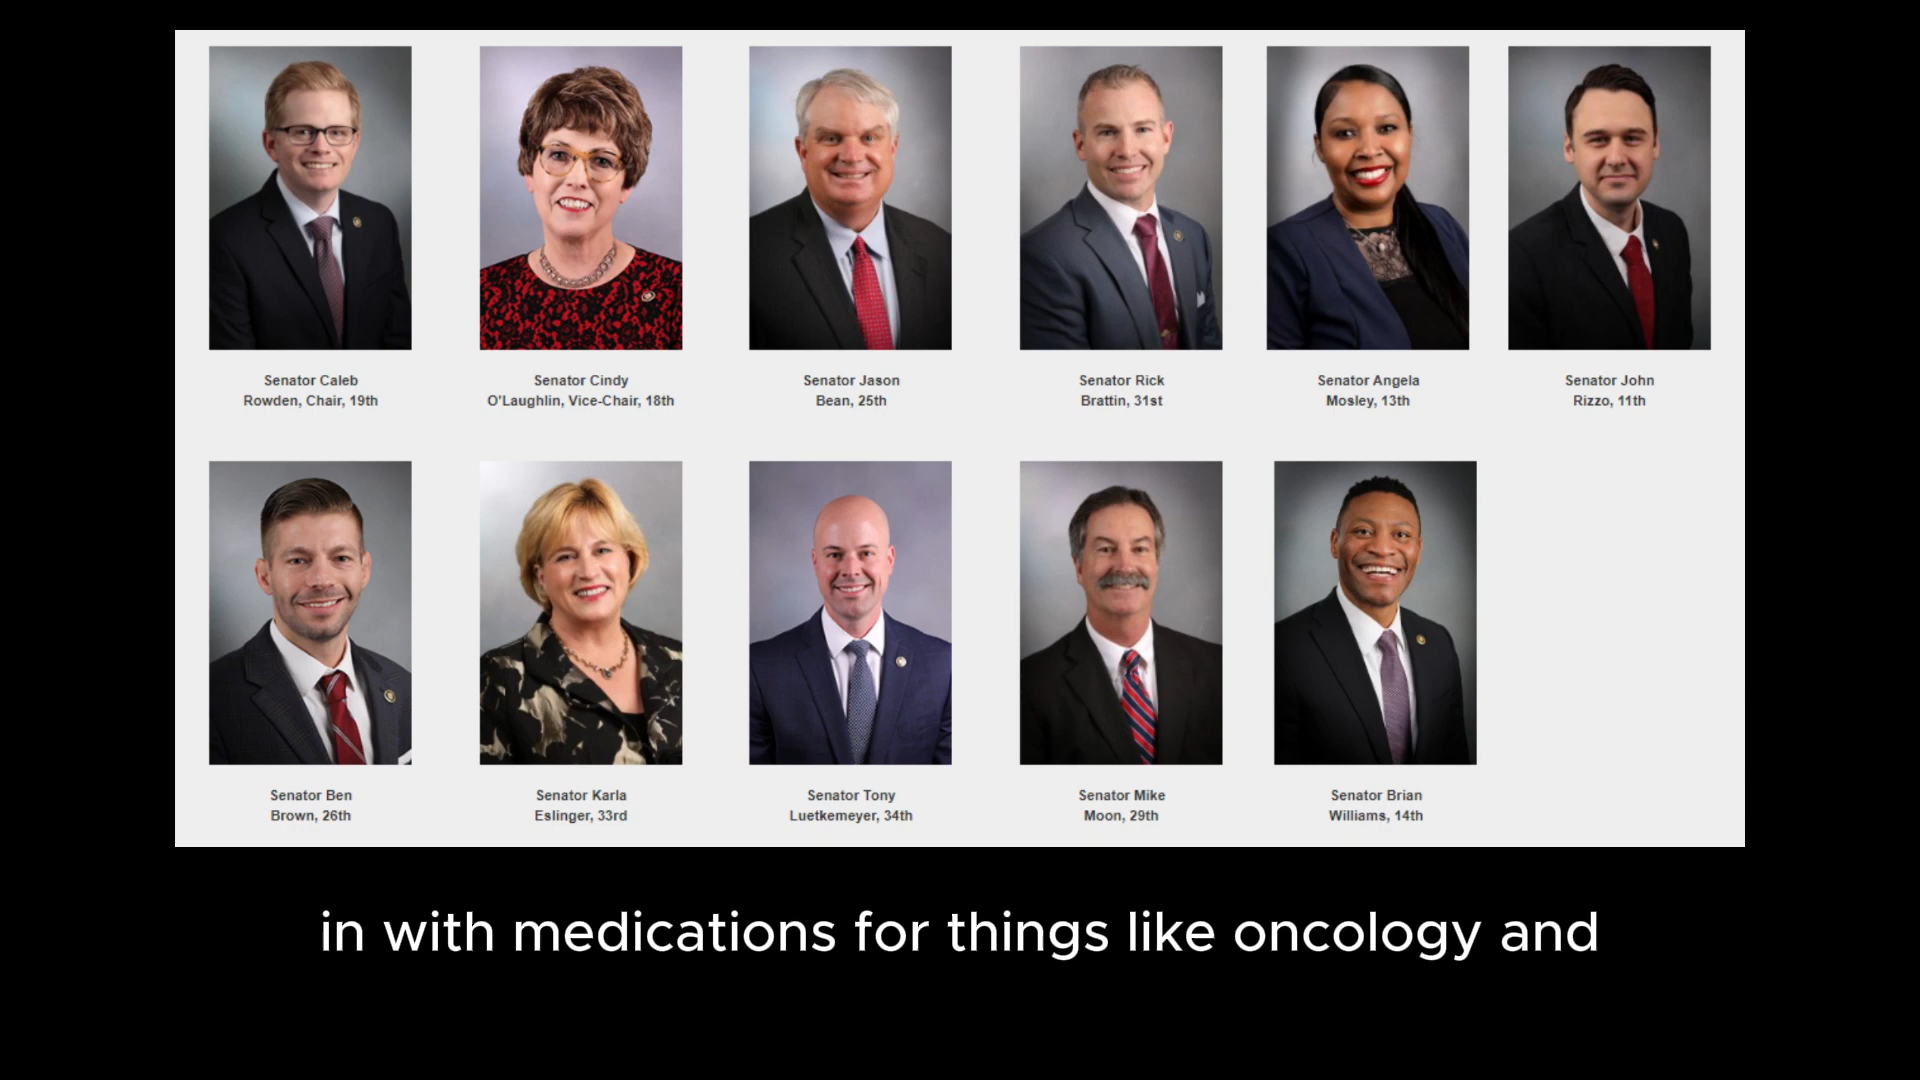 Senator Caleb
Rowden, Chair, 19th
Senator Cindy
O'Laughlin, Vice-Chair, 18th
Senator Jason
Bean, 25th
Senator Rick
Brattin, 31st
Senator Angela
Mosley, 13th
Senator John
Rizzo, 11th
Senator Ben
Brown, 26th
Senator Karla
Eslinger, 33rd
Senator Tony
Luetkemeyer, 34th
Senator Mike
Moon, 29th
Senator Brian
Williams, 14th
in with medications for things like oncology and